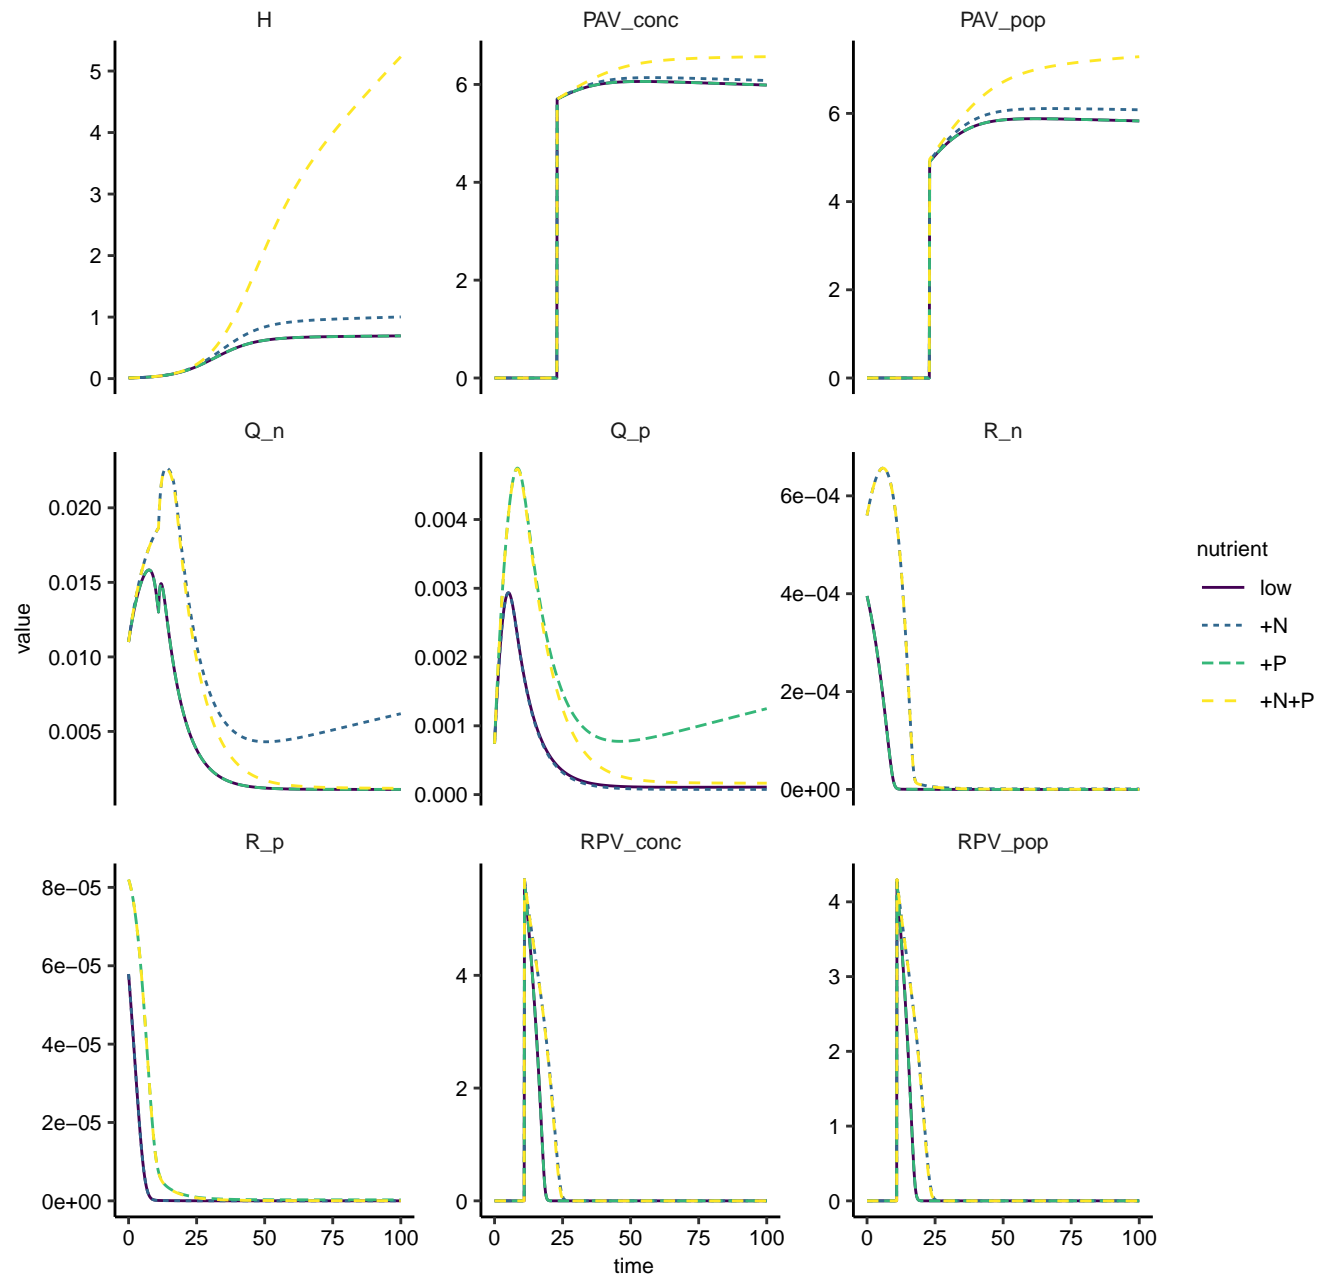 H PAV_conc PAV_pop
5
4
3
2
1
0
6
4
2
0
6
4
2
0
Q_n Q_p R_n
0.020
0.015
0.010
0.005
0.004
0.003
0.002
0.001
0.000
6e−04
4e−04
2e−04
0e+00
R_p RPV_conc RPV_pop
8e−05
6e−05
4e−05
2e−05
0e+00
4
2
0
4
3
2
1
0
0 25 50 75 100
0 25 50 75 100
0 25 50 75 100
time
value
nutrient
low
+N
+P
+N+P